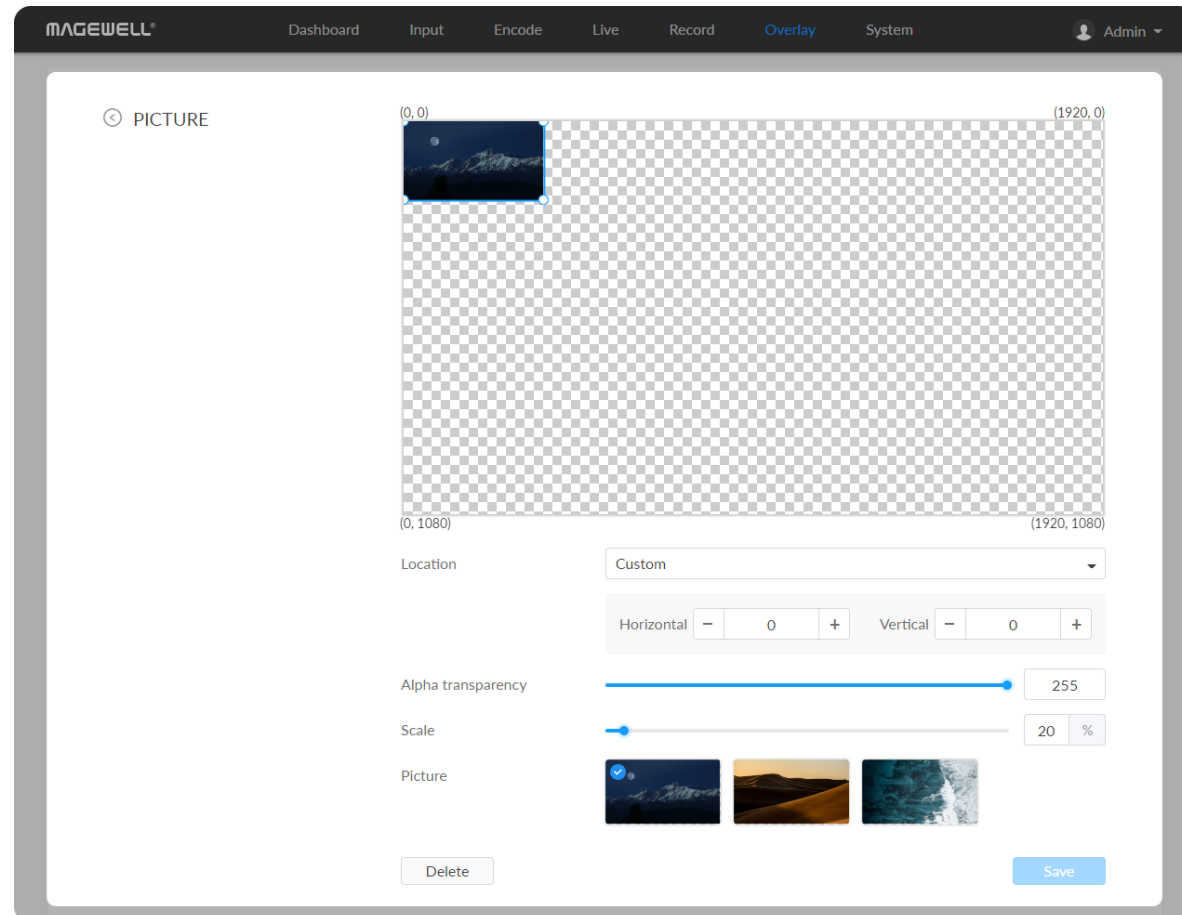 MAGEWELL® Dashboard Input Encode Live Record Overlay System Admin
PICTURE
(0, 0) (1920, 0)
(0, 1080) (1920, 1080)
Location Custom
Horizontal − 0 + Vertical − 0 +
Alpha transparency 255
Scale 20 %
Picture
Delete Save